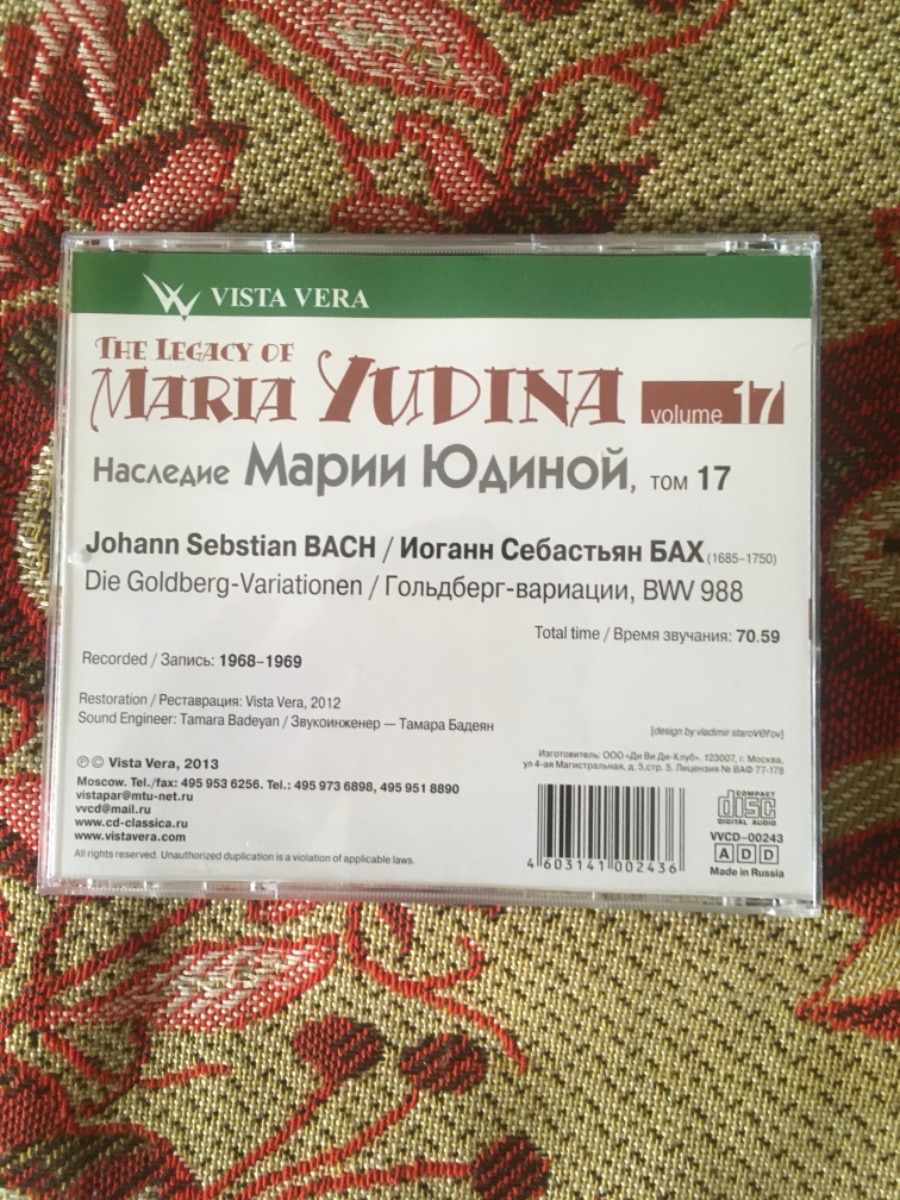 VISTA VERA
THE LEGACY OF
MARIA YUDINA volume 17
Наследие Марии Юдиной, том 17
Johann Sebstian BACH / Иоганн Себастьян БАХ (1685–1750)
Die Goldberg-Variationen / Гольдберг-вариации, BWV 988
Total time / Время звучания: 70.59
Recorded / Запись: 1968–1969
Restoration / Реставрация: Vista Vera, 2012
Sound Engineer: Tamara Badeyan / Звукоинженер — Тамара Бадеян
[design by vladimir staroverov]
℗ © Vista Vera, 2013
Moscow. Tel./fax: 495 953 6256. Tel.: 495 973 6898, 495 951 8890
vistapar@mtu-net.ru
vvcd@mail.ru
www.cd-classica.ru
www.vistavera.com
All rights reserved. Unauthorized duplication is a violation of applicable laws.
Изготовитель: ООО «Ди Ви Ди-Клуб». 123007, г. Москва,
ул 4-ая Магистральная, д. 5,стр. 5. Лицензия № ВАФ 77-178
4 603141 002436
COMPACT
disc
DIGITAL AUDIO
VVCD-00243
A D D
Made in Russia